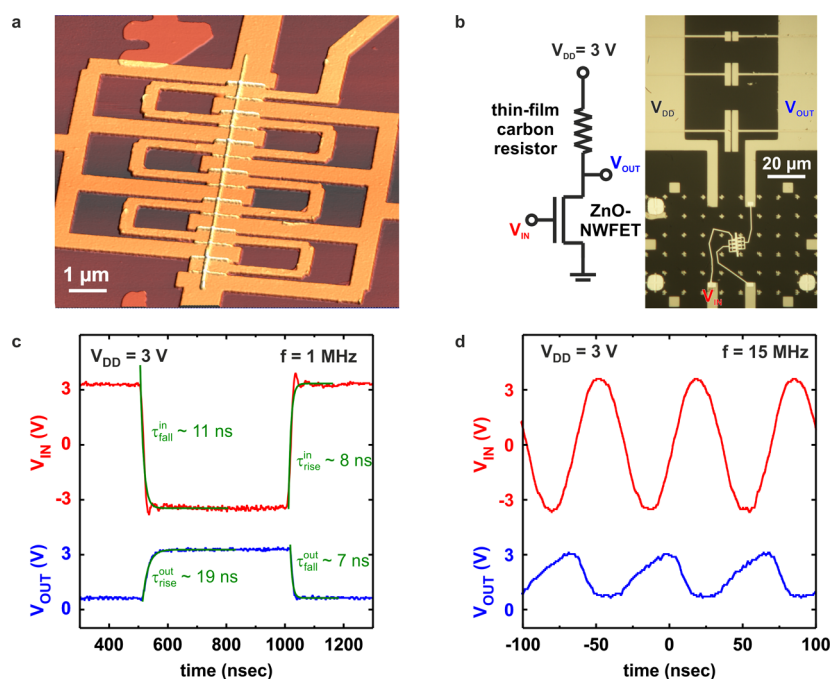 a
1 µm
b
V_DD = 3 V
thin-film
carbon
resistor
V_OUT
V_IN
ZnO-
NWFET
V_DD
V_OUT
20 µm
V_IN
c
V_DD = 3 V
f = 1 MHz
V_IN (V)
3
0
-3
τ_fall^in ~ 11 ns
τ_rise^in ~ 8 ns
V_OUT (V)
3
0
τ_rise^out ~ 19 ns
τ_fall^out ~ 7 ns
400 600 800 1000 1200
time (nsec)
d
V_DD = 3 V
f = 15 MHz
V_IN (V)
3
0
-3
V_OUT (V)
3
0
-100 -50 0 50 100
time (nsec)